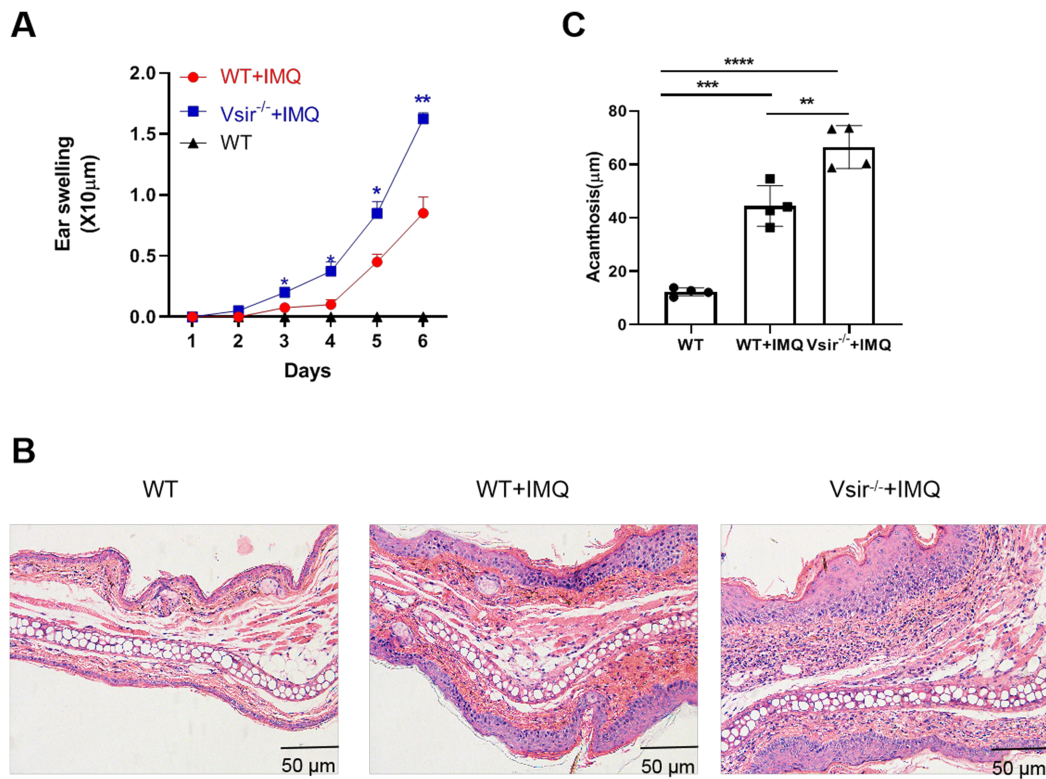 A
C
Ear swelling
(X10μm)
2.0
1.5
1.0
0.5
0.0
WT+IMQ
Vsir-/-+IMQ
WT
*
*
*
**
1 2 3 4 5 6
Days
****
***
**
Acanthosis(μm)
80
60
40
20
0
WT WT+IMQ Vsir-/-+IMQ
B
WT WT+IMQ Vsir-/-+IMQ
50 μm 50 μm 50 μm